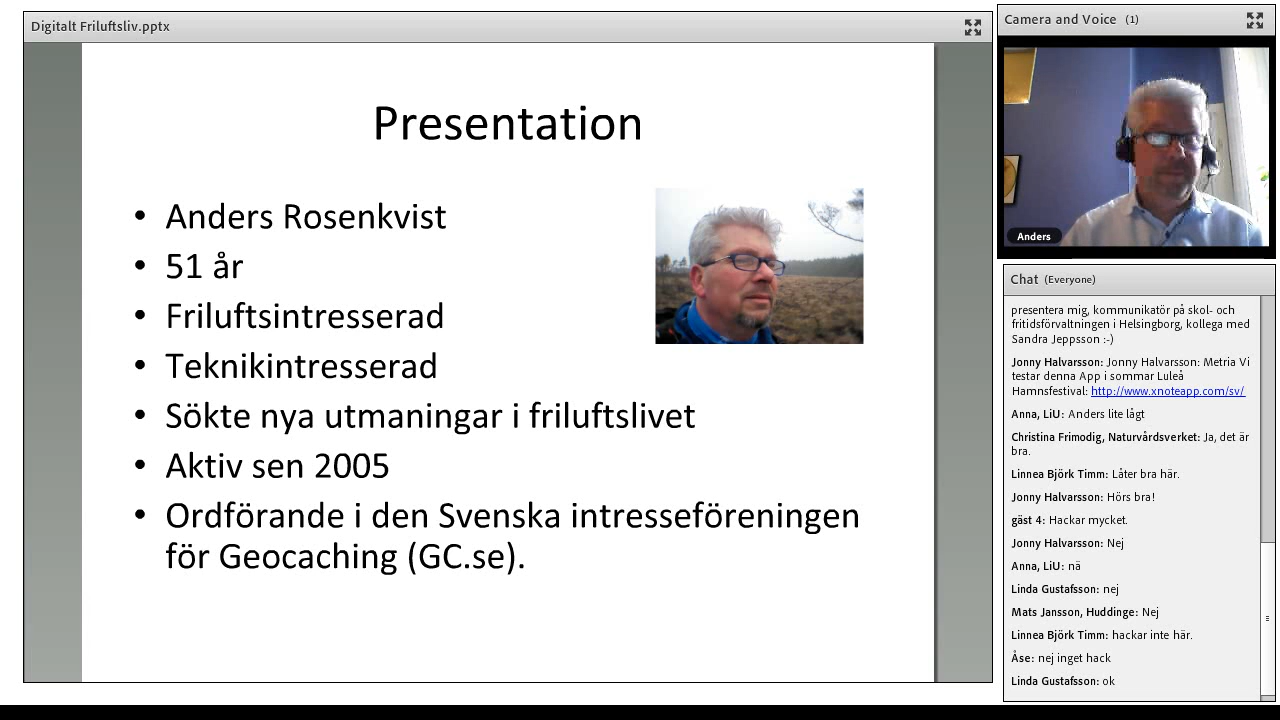 Digitalt Friluftsliv.pptx
Presentation
• Anders Rosenkvist
• 51 år
• Friluftsintresserad
• Teknikintresserad
• Sökte nya utmaningar i friluftslivet
• Aktiv sen 2005
• Ordförande i den Svenska intresseföreningen
för Geocaching (GC.se).
Camera and Voice (1)
Anders
Chat (Everyone)
presentera mig, kommunikatör på skol- och
fritidsförvaltningen i Helsingborg, kollega med
Sandra Jeppsson :-)
Jonny Halvarsson: Jonny Halvarsson: Metria Vi
testar denna App i sommar Luleå
Hamnsfestival: http://www.xnoteapp.com/sv/
Anna, LiU: Anders lite lågt
Christina Frimodig, Naturvårdsverket: Ja, det är
bra.
Linnea Björk Timm: Låter bra här.
Jonny Halvarsson: Hörs bra!
gäst 4: Hackar mycket.
Jonny Halvarsson: Nej
Anna, LiU: nä
Linda Gustafsson: nej
Mats Jansson, Huddinge: Nej
Linnea Björk Timm: hackar inte här.
Åse: nej inget hack
Linda Gustafsson: ok